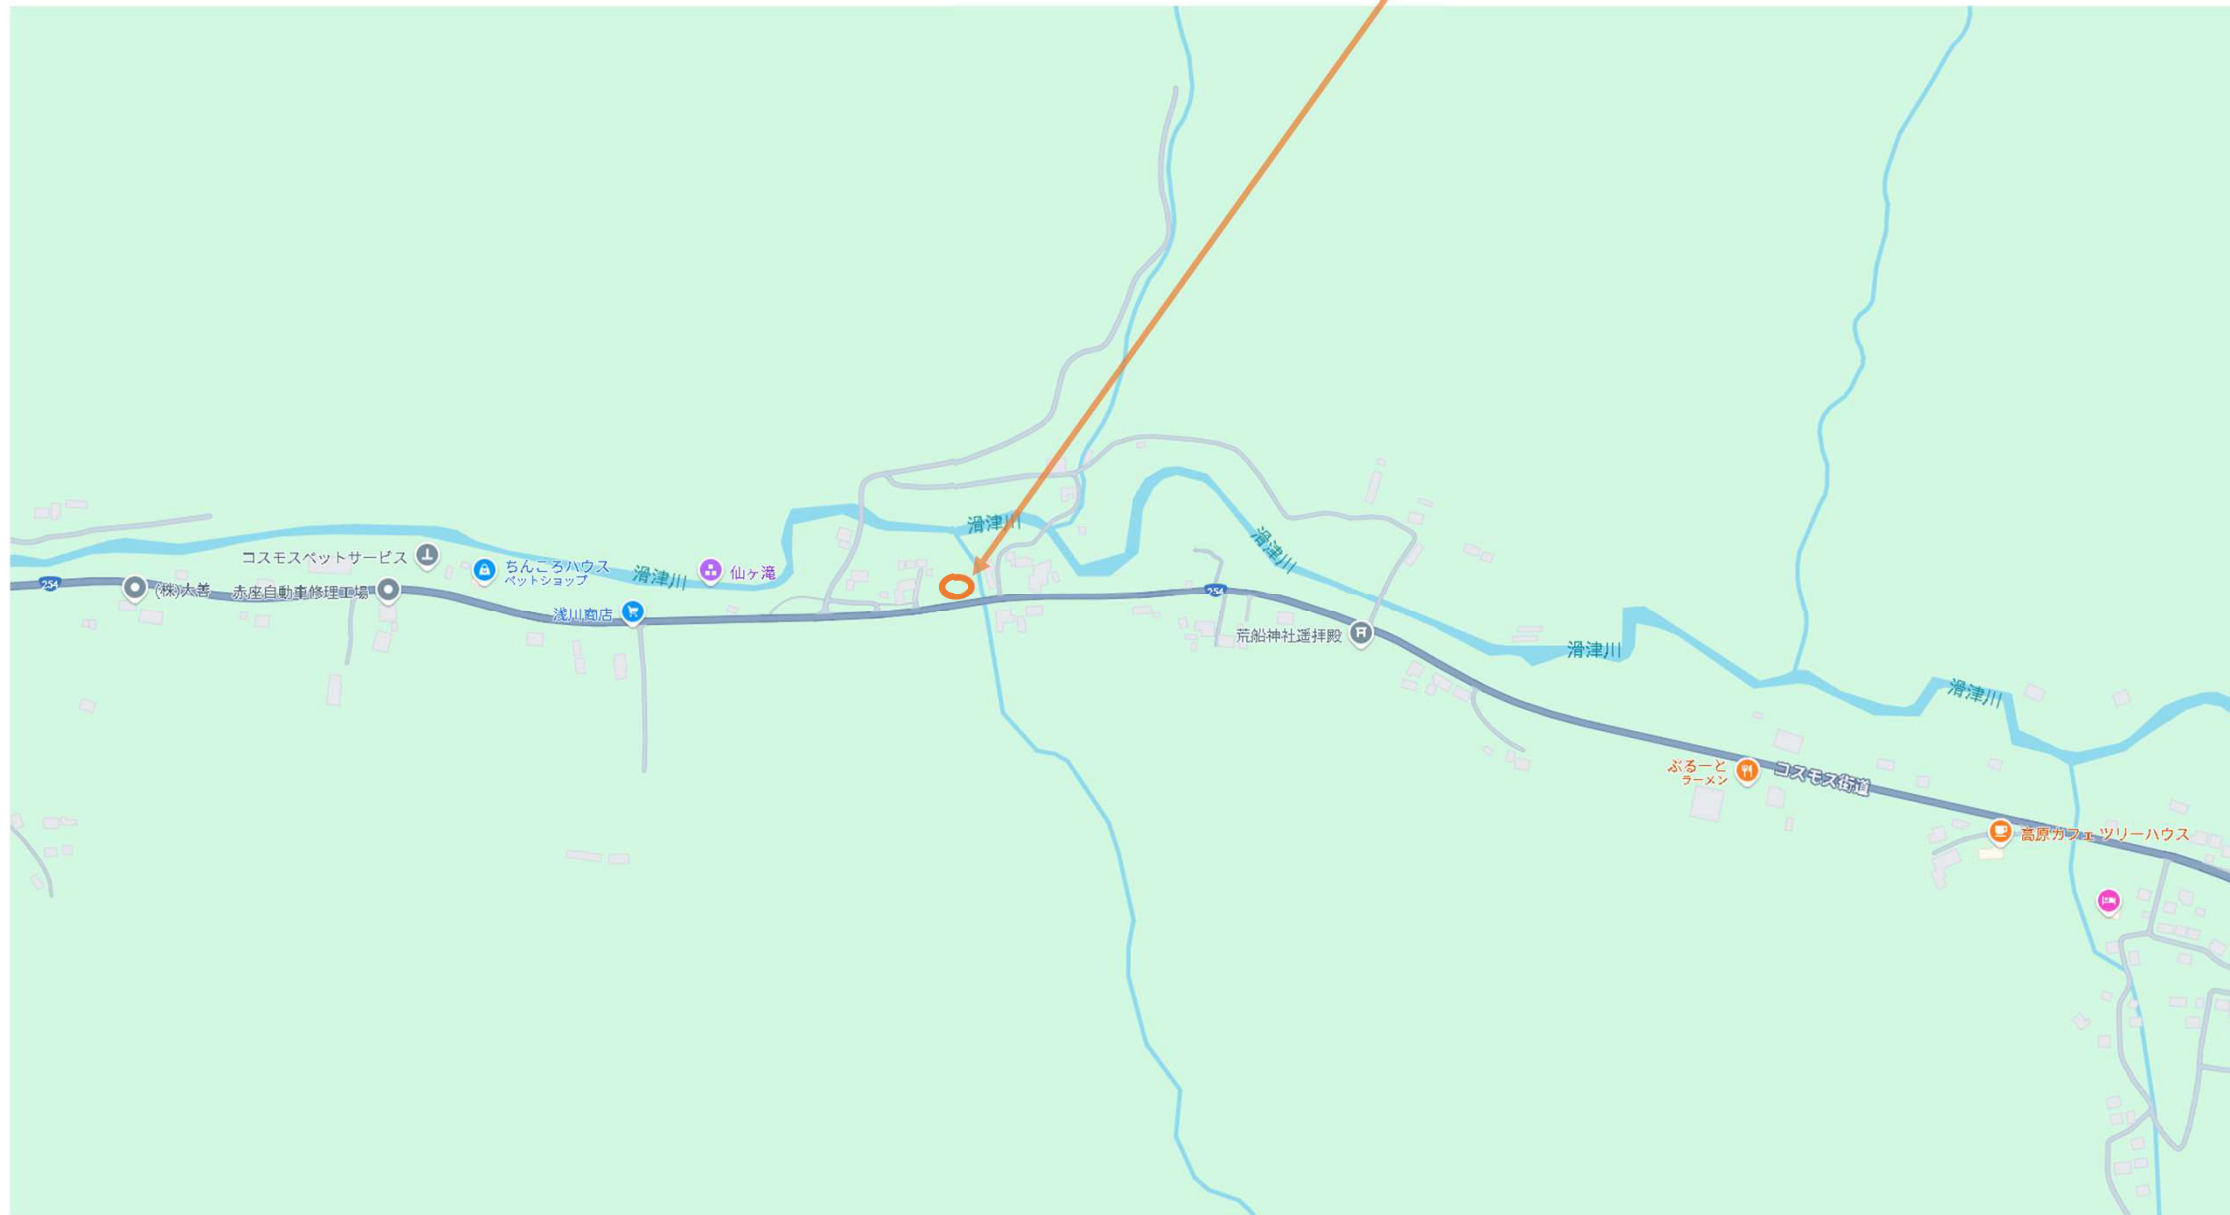 滑津川
滑津川
コスモスペットサービス
ちんころハウス
ペットショップ
滑津川
仙ヶ滝
254
(株)大善
赤座自動車修理工場
254
浅川商店
荒船神社遥拝殿
滑津川
滑津川
ぶるーと
ラーメン
コスモス街道
高原カフェ ツリーハウス